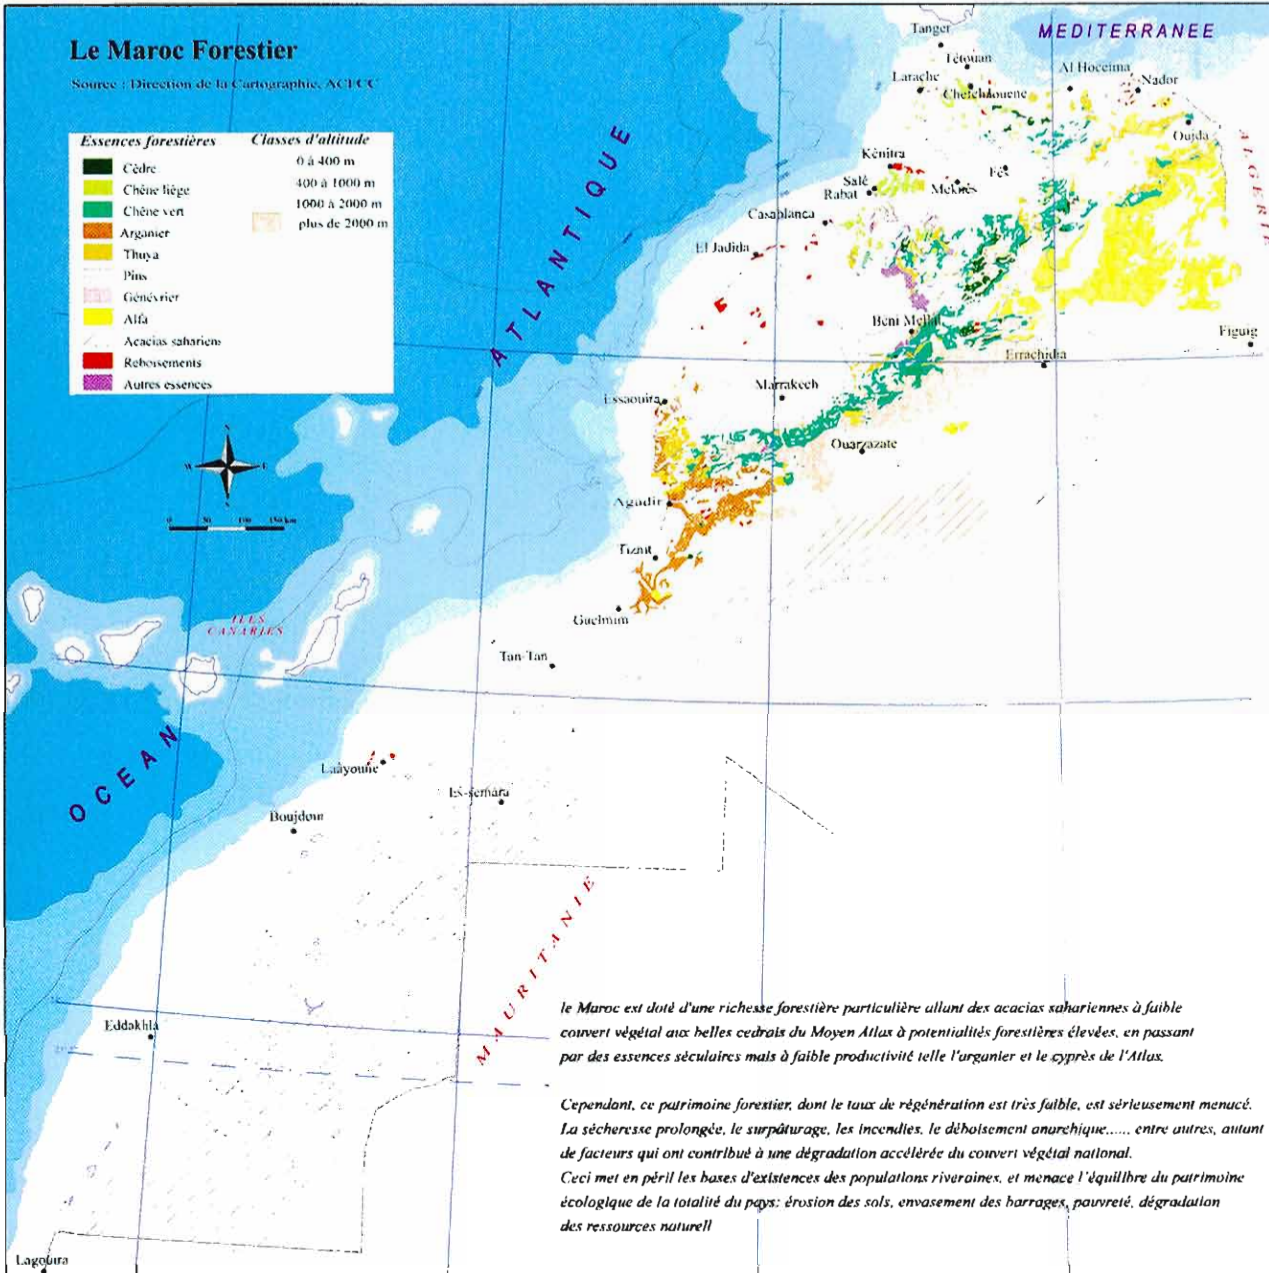 Le Maroc Forestier
Source : Direction de la Cartographie, ACFCC
Essences forestières
Cèdre
Chêne liège
Chêne vert
Arganier
Thuya
Pins
Génévrier
Alfa
Acacias sahariens
Reboisements
Autres essences
Classes d'altitude
0 à 400 m
400 à 1000 m
1000 à 2000 m
plus de 2000 m
MEDITERRANEE
ALGERIE
OCEAN
ATLANTIQUE
MAURITANIE
ILES
CANARIES
Tanger
Tétouan
Larache
Chefchaouene
Al Hoceima
Nador
Oujda
Kénitra
Salé
Rabat
Meknès
Fès
Casablanca
El Jadida
Béni Mellal
Figuig
Errachidia
Marrakech
Essaouira
Ouarzazate
Agadir
Tiznit
Guelmim
Tan-Tan
Laâyoune
Es-semara
Boujdour
Eddakhla
Lagouira
N
W
E
S
0 50 100 150 km
le Maroc est doté d'une richesse forestière particulière allant des acacias sahariennes à faible
couvert végétal aux belles cedrais du Moyen Atlas à potentialités forestières élevées, en passant
par des essences séculaires mais à faible productivité telle l'arganier et le cyprès de l'Atlas.
Cependant, ce patrimoine forestier, dont le taux de régénération est très faible, est sérieusement menacé.
La sécheresse prolongée, le surpâturage, les incendies, le déboisement anarchique...... entre autres, autant
de facteurs qui ont contribué à une dégradation accélérée du couvert végétal national.
Ceci met en péril les bases d'existences des populations riveraines, et menace l'équilibre du patrimoine
écologique de la totalité du pays: érosion des sols, envasement des barrages, pauvreté, dégradation
des ressources naturell